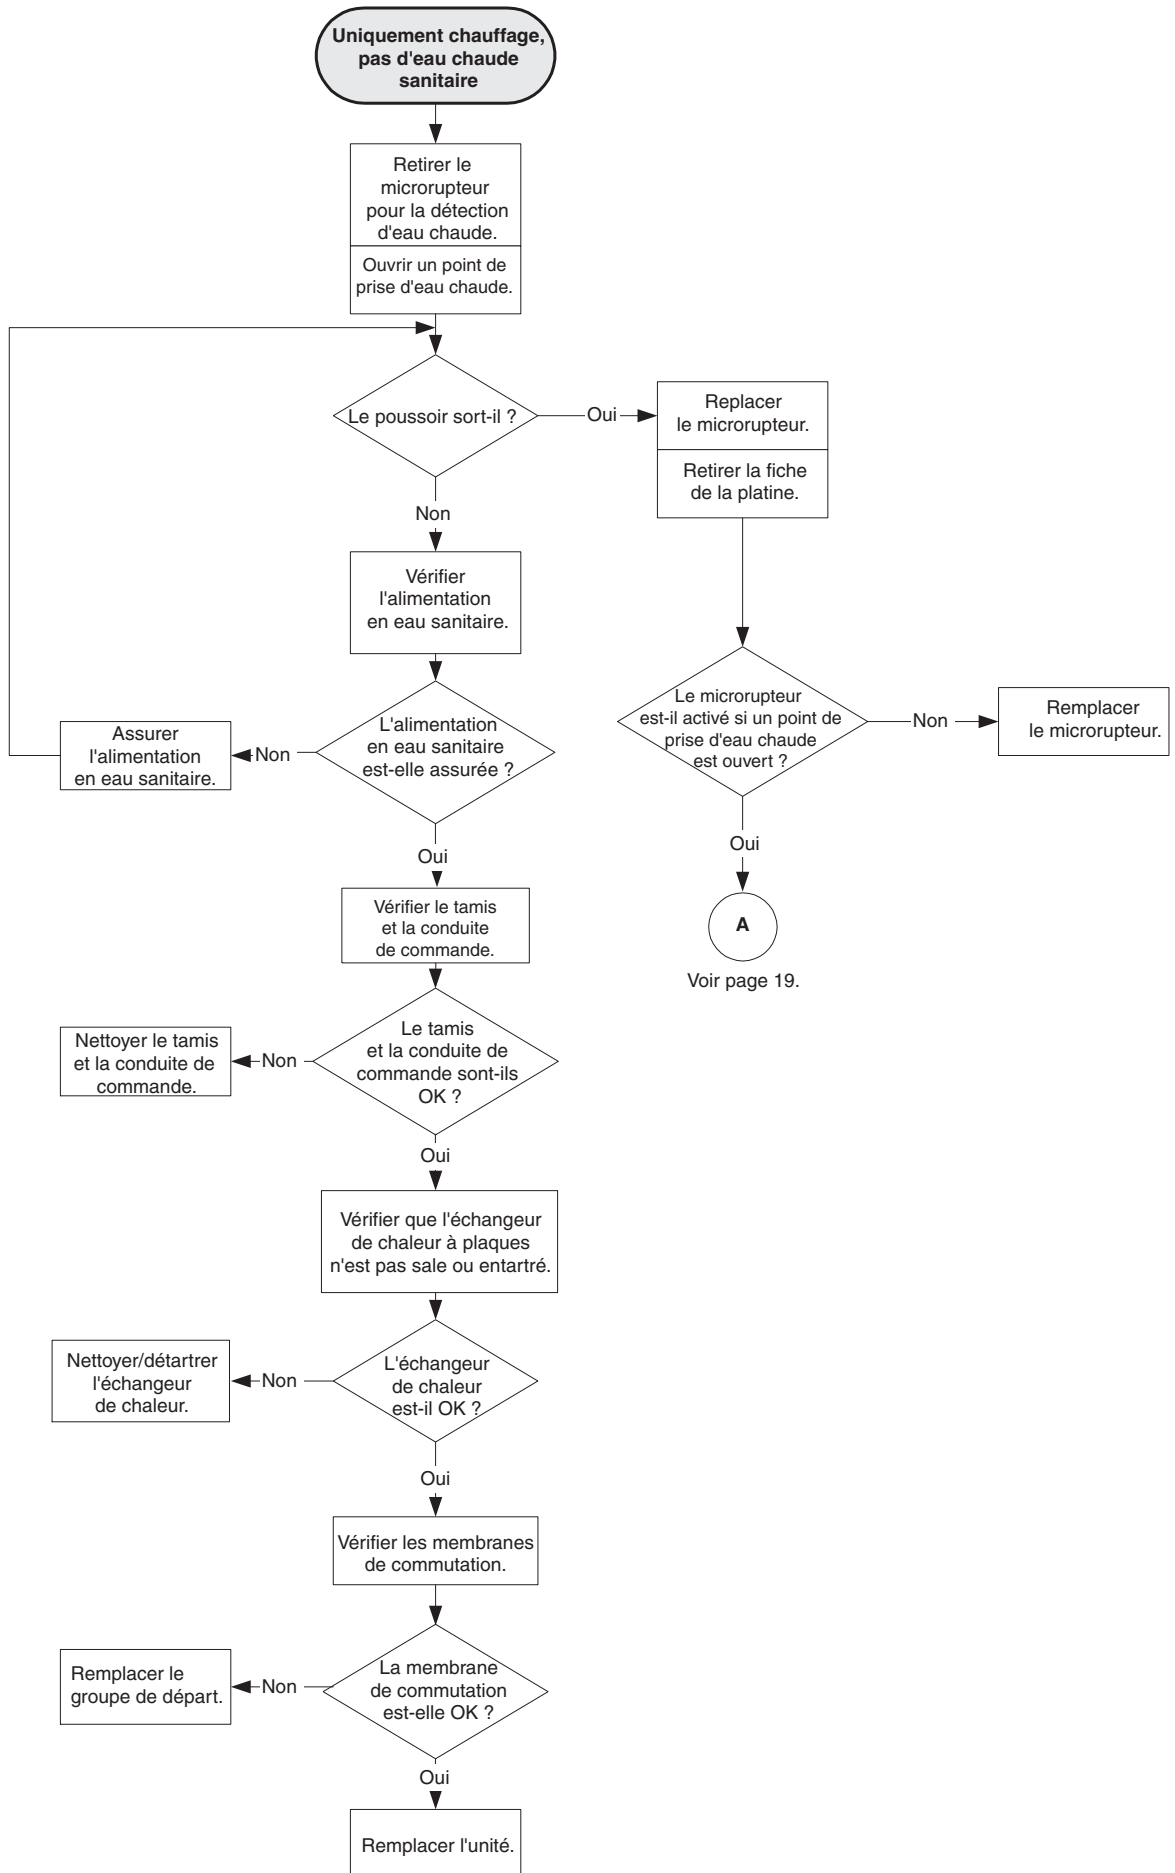 Uniquement chauffage,
pas d'eau chaude
sanitaire
Retirer le
microrupteur
pour la détection
d'eau chaude.
Ouvrir un point de
prise d'eau chaude.
Le poussoir sort-il ?
Oui
Replacer
le microrupteur.
Retirer la fiche
de la platine.
Non
Vérifier
l'alimentation
en eau sanitaire.
Le microrupteur
est-il activé si un point de
prise d'eau chaude
est ouvert ?
Non
Remplacer
le microrupteur.
L'alimentation
en eau sanitaire
est-elle assurée ?
Non
Assurer
l'alimentation
en eau sanitaire.
Oui
Oui
A
Voir page 19.
Vérifier le tamis
et la conduite
de commande.
Le tamis
et la conduite de
commande sont-ils
OK ?
Non
Nettoyer le tamis
et la conduite de
commande.
Oui
Vérifier que l'échangeur
de chaleur à plaques
n'est pas sale ou entartré.
L'échangeur
de chaleur
est-il OK ?
Non
Nettoyer/détartrer
l'échangeur
de chaleur.
Oui
Vérifier les membranes
de commutation.
La membrane
de commutation
est-elle OK ?
Non
Remplacer le
groupe de départ.
Oui
Remplacer l'unité.